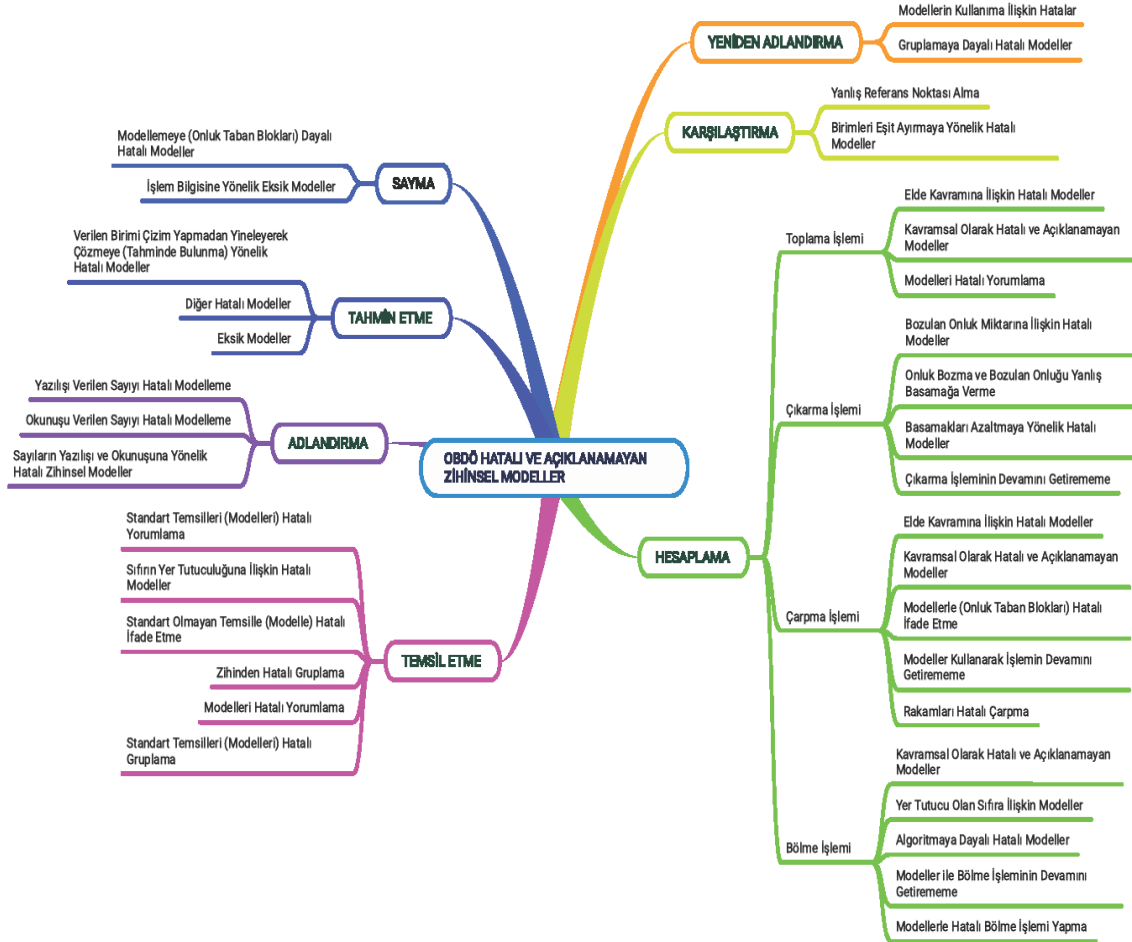 OBDÖ HATALI VE AÇIKLANAMAYAN
ZİHİNSEL MODELLER
YENİDEN ADLANDIRMA
Modellerin Kullanıma İlişkin Hatalar
Gruplamaya Dayalı Hatalı Modeller
KARŞILAŞTIRMA
Yanlış Referans Noktası Alma
Birimleri Eşit Ayırmaya Yönelik Hatalı
Modeller
HESAPLAMA
Toplama İşlemi
Elde Kavramına İlişkin Hatalı Modeller
Kavramsal Olarak Hatalı ve Açıklanamayan
Modeller
Modelleri Hatalı Yorumlama
Çıkarma İşlemi
Bozulan Onluk Miktarına İlişkin Hatalı
Modeller
Onluk Bozma ve Bozulan Onluğu Yanlış
Basamağa Verme
Basamakları Azaltmaya Yönelik Hatalı
Modeller
Çıkarma İşleminin Devamını Getirememe
Çarpma İşlemi
Elde Kavramına İlişkin Hatalı Modeller
Kavramsal Olarak Hatalı ve Açıklanamayan
Modeller
Modellerle (Onluk Taban Blokları) Hatalı
İfade Etme
Modeller Kullanarak İşlemin Devamını
Getirememe
Rakamları Hatalı Çarpma
Bölme İşlemi
Kavramsal Olarak Hatalı ve Açıklanamayan
Modeller
Yer Tutucu Olan Sıfıra İlişkin Modeller
Algoritmaya Dayalı Hatalı Modeller
Modeller ile Bölme İşleminin Devamını
Getirememe
Modellerle Hatalı Bölme İşlemi Yapma
SAYMA
Modellemeye (Onluk Taban Blokları) Dayalı
Hatalı Modeller
İşlem Bilgisine Yönelik Eksik Modeller
TAHMİN ETME
Verilen Birimi Çizim Yapmadan Yineleyerek
Çözmeye (Tahminde Bulunma) Yönelik
Hatalı Modeller
Diğer Hatalı Modeller
Eksik Modeller
ADLANDIRMA
Yazılışı Verilen Sayıyı Hatalı Modelleme
Okunuşu Verilen Sayıyı Hatalı Modelleme
Sayıların Yazılışı ve Okunuşuna Yönelik
Hatalı Zihinsel Modeller
TEMSİL ETME
Standart Temsilleri (Modelleri) Hatalı
Yorumlama
Sıfırın Yer Tutuculuğuna İlişkin Hatalı
Modeller
Standart Olmayan Temsille (Modelle) Hatalı
İfade Etme
Zihinden Hatalı Gruplama
Modelleri Hatalı Yorumlama
Standart Temsilleri (Modelleri) Hatalı
Gruplama